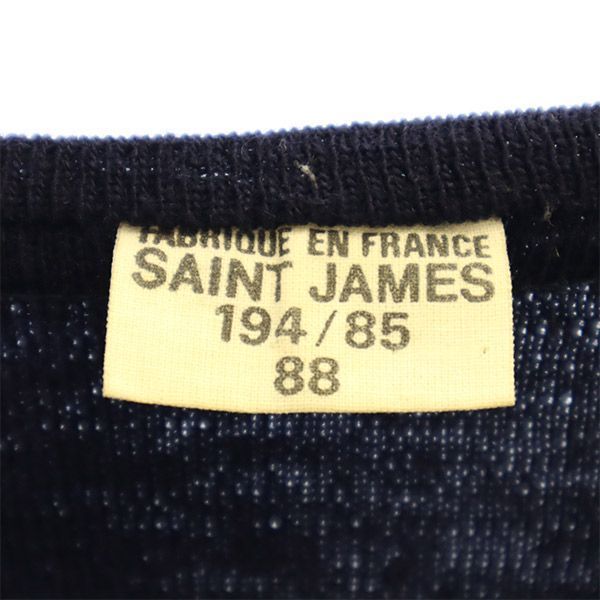 FABRIQUE EN FRANCE
SAINT JAMES
194/85
88